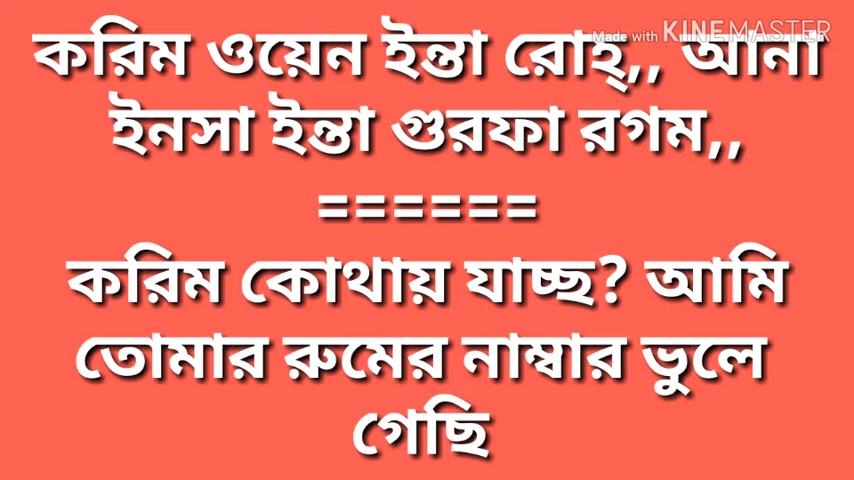 Made with KINEMASTER
করিম ওয়েন ইন্তা রোহ্,, আনা
ইনসা ইন্তা গুরফা রগম,,
======
করিম কোথায় যাচ্ছ? আমি
তোমার রুমের নাম্বার ভুলে
গেছি